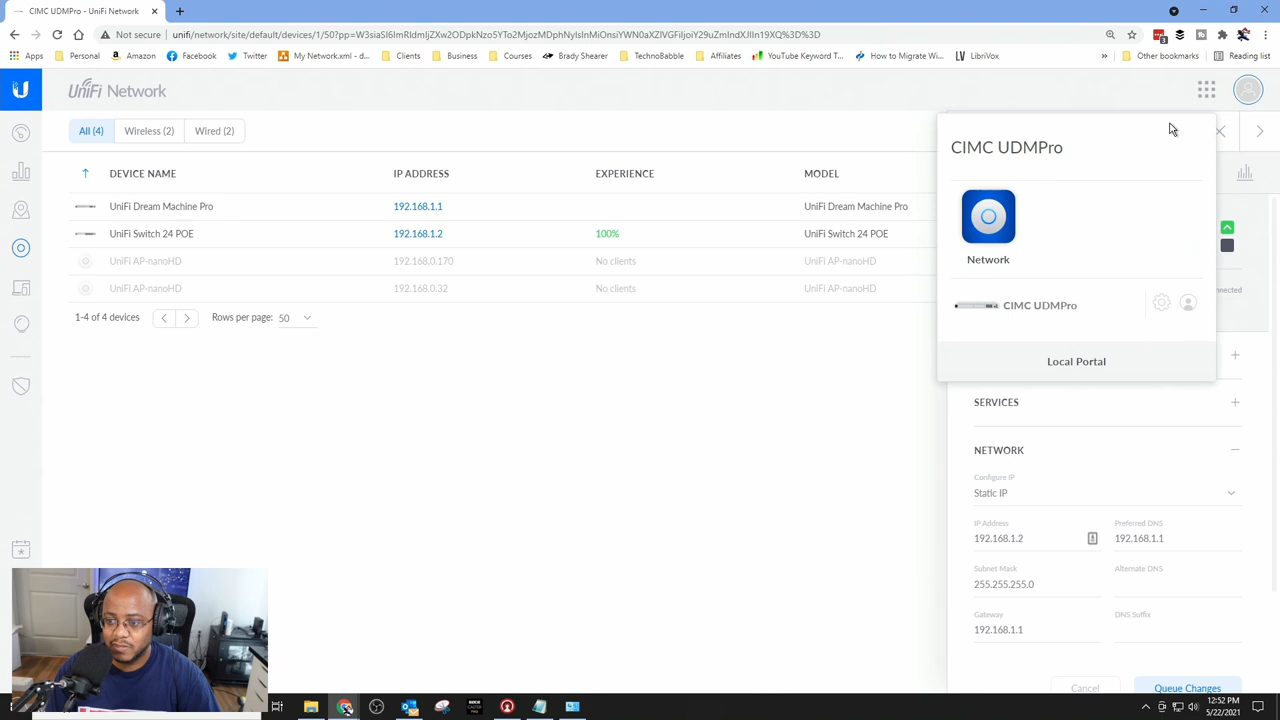 CIMC UDMPro - UniFi Network
Not secure
unifi/network/site/default/devices/1/50?pp=
Apps
Personal
Amazon
Facebook
Twitter
My Network.xml - d...
Clients
Business
Courses
Brady Shearer
TechnoBabble
Affiliates
YouTube Keyword T...
How to Migrate Wi...
LibriVox
»
Other bookmarks
Reading list
U
UniFi Network
All (4)
Wireless (2)
Wired (2)
DEVICE NAME IP ADDRESS EXPERIENCE MODEL
UniFi Dream Machine Pro 192.168.1.1 UniFi Dream Machine Pro
UniFi Switch 24 POE 192.168.1.2 100% UniFi Switch 24 POE
UniFi AP-nanoHD 192.168.0.170 No clients UniFi AP-nanoHD
UniFi AP-nanoHD 192.168.0.32 No clients UniFi AP-nanoHD
1-4 of 4 devices
Rows per page: 50
CIMC UDMPro
Network
CIMC UDMPro
Local Portal
SERVICES
NETWORK
Configure IP
Static IP
IP Address Preferred DNS
192.168.1.2 192.168.1.1
Subnet Mask Alternate DNS
255.255.255.0
Gateway DNS Suffix
192.168.1.1
Cancel Queue Changes
12:52 PM
5/22/2021